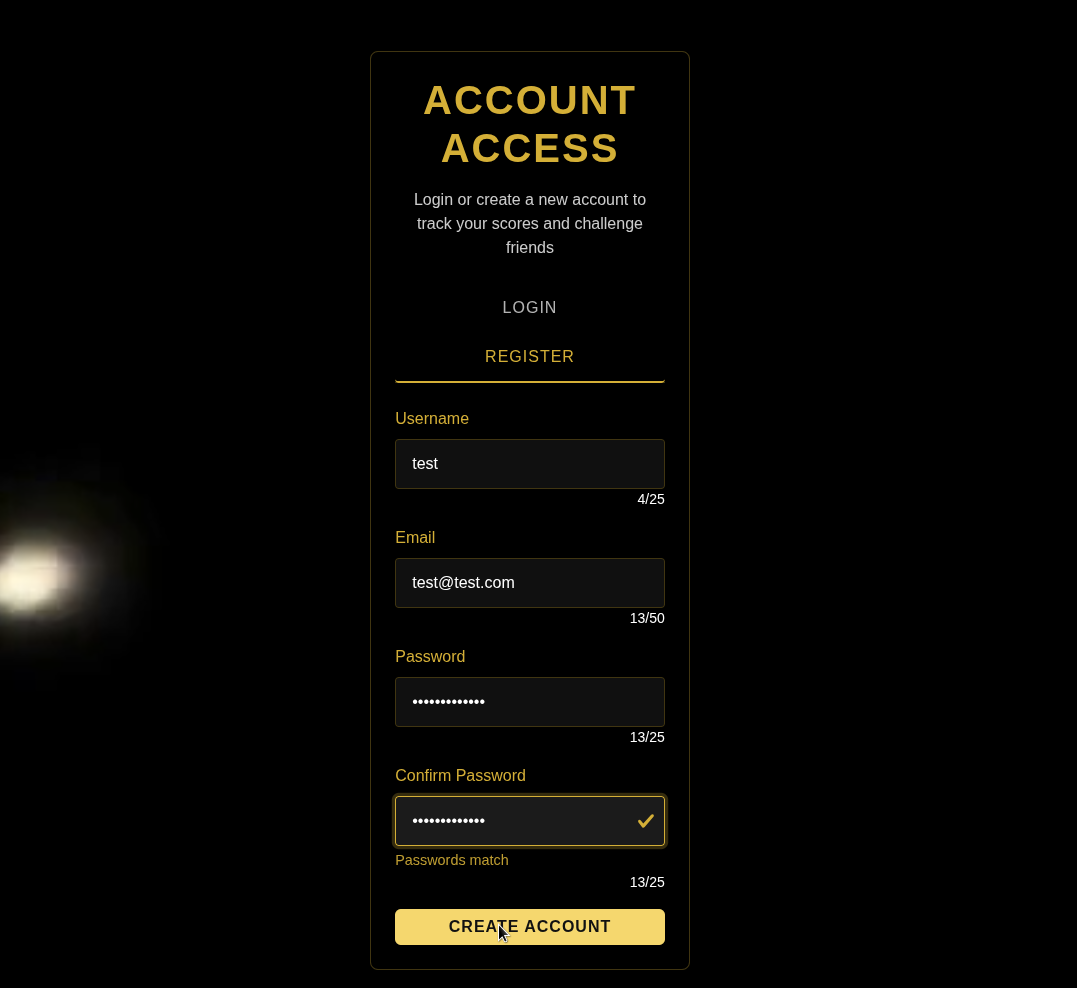 ACCOUNT
ACCESS
Login or create a new account to
track your scores and challenge
friends
LOGIN
REGISTER
Username
test
4/25
Email
test@test.com
13/50
Password
•••••••••••••
13/25
Confirm Password
•••••••••••••
Passwords match
13/25
CREATE ACCOUNT